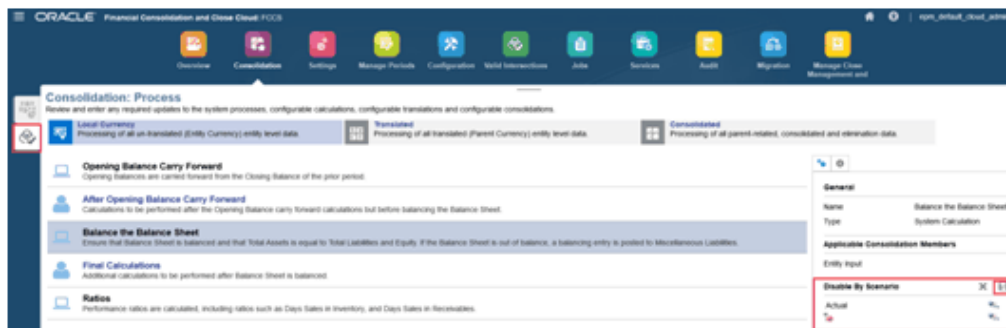 ORACLE Financial Consolidation and Close Cloud: FCCS
epm_default_cloud_admi
Overview Consolidation Settings Manage Periods Configuration Valid Intersections Jobs Services Audit Migration Manage Close
Management and
Consolidation: Process
Review and enter any required updates to the system processes, configurable calculations, configurable translations and configurable consolidations.
Local Currency
Processing of all un-translated (Entity Currency) entity level data.
Translated
Processing of all translated (Parent Currency) entity level data.
Consolidated
Processing of all parent-related, consolidated and elimination data.
Opening Balance Carry Forward
Opening balances are carried forward from the Closing Balance of the prior period.
After Opening Balance Carry Forward
Calculations to be performed after the Opening Balance carry forward calculations but before balancing the Balance Sheet.
Balance the Balance Sheet
Ensure that Balance Sheet is balanced and that Total Assets is equal to Total Liabilities and Equity. If the Balance Sheet is out of balance, a balancing entry is posted to Miscellaneous Liabilities.
Final Calculations
Additional calculations to be performed after Balance Sheet is balanced.
Ratios
Performance ratios are calculated, including ratios such as Days Sales in Inventory, and Days Sales in Receivables.
General
Name Balance the Balance Sheet
Type System Calculation
Applicable Consolidation Members
Entity Input
Disable By Scenario
Actual